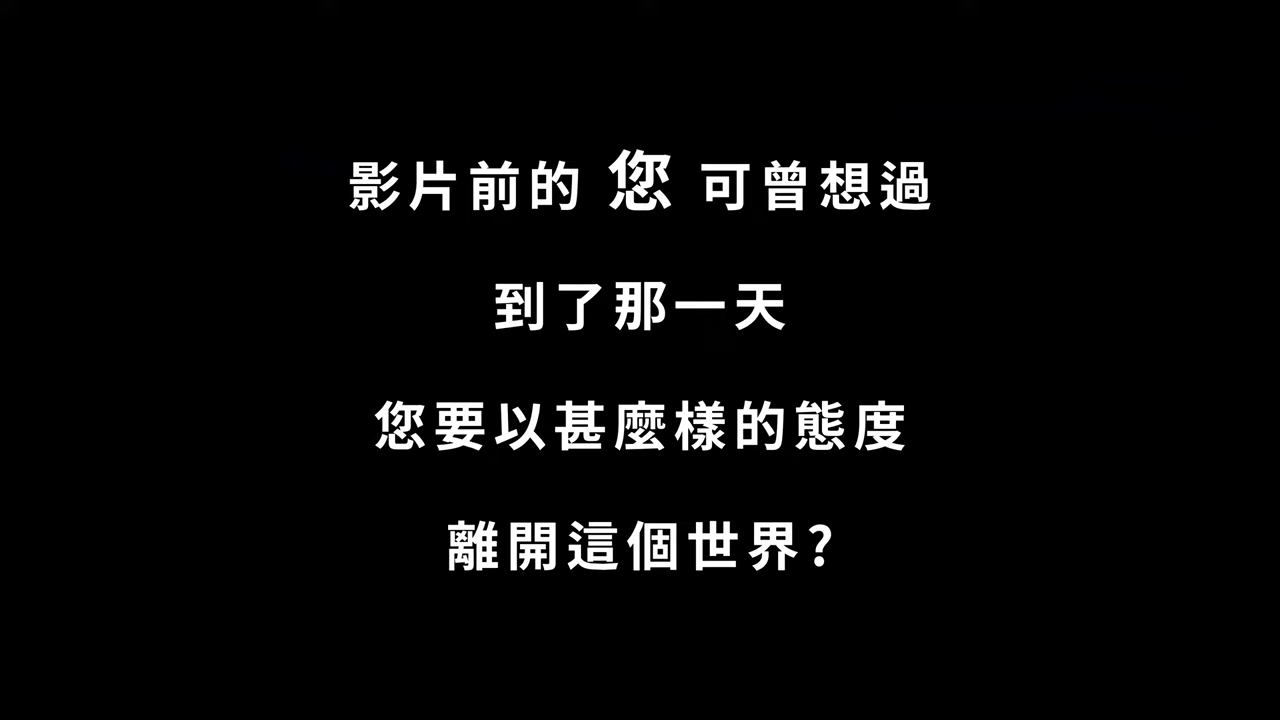 影片前的 您 可曾想過
到了那一天
您要以甚麼樣的態度
離開這個世界?